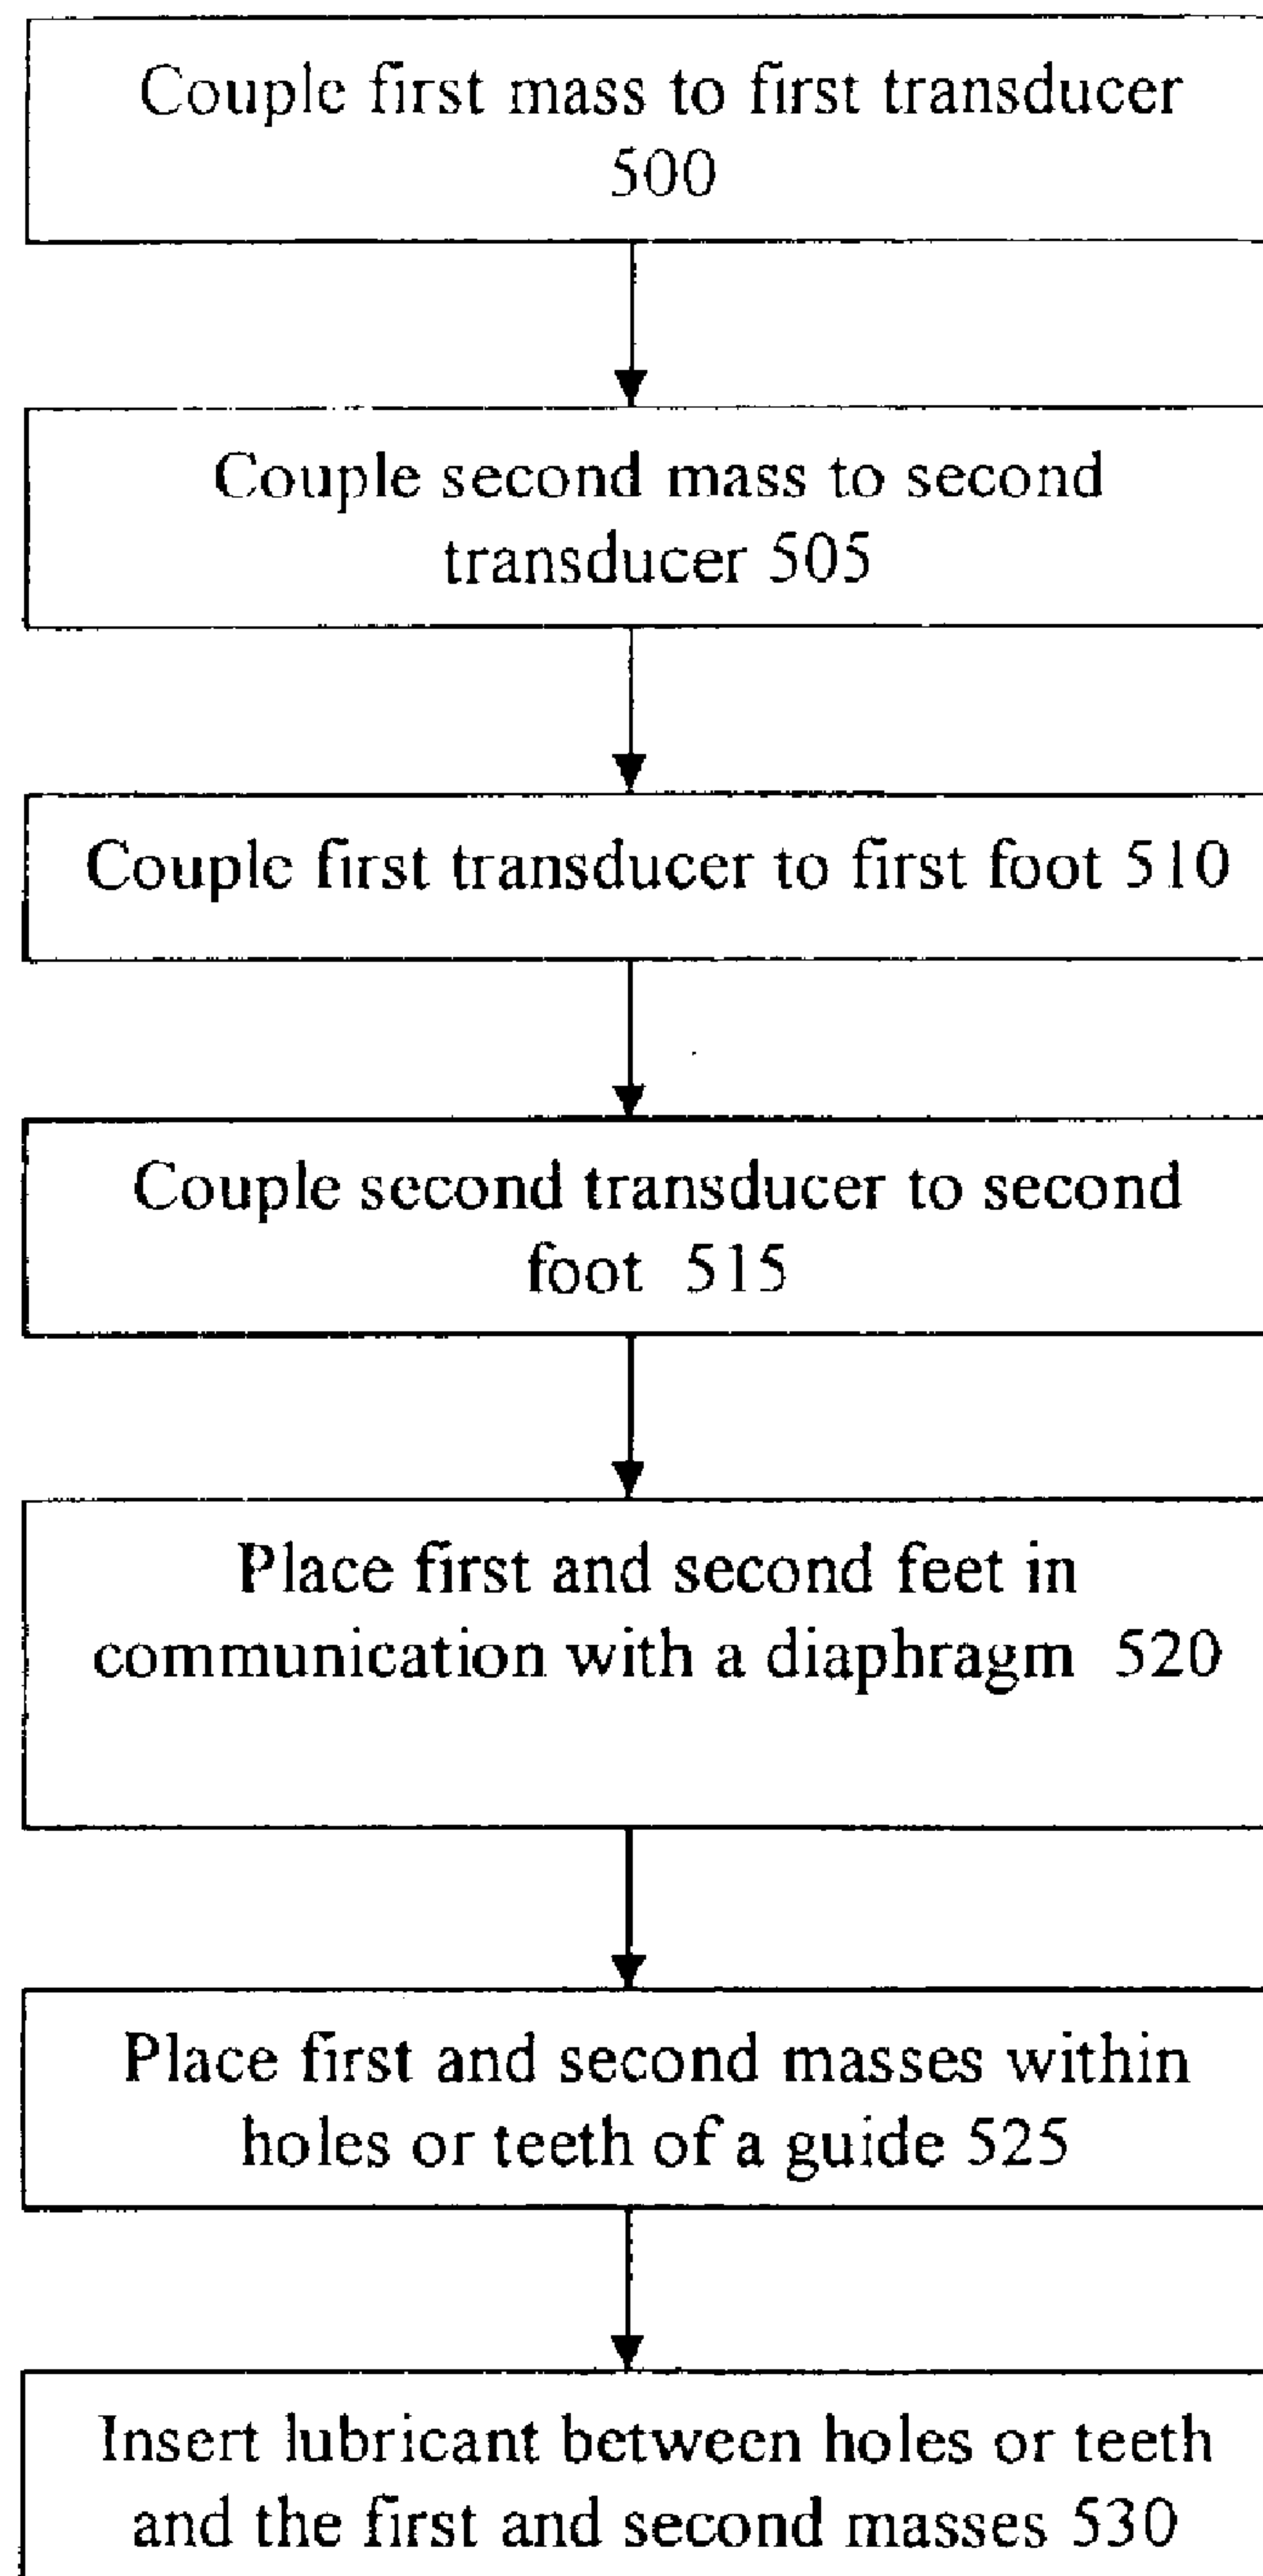 Couple first mass to first transducer
500
Couple second mass to second
transducer 505
Couple first transducer to first foot 510
Couple second transducer to second
foot 515
Place first and second feet in
communication with a diaphragm 520
Place first and second masses within
holes or teeth of a guide 525
Insert lubricant between holes or teeth
and the first and second masses 530